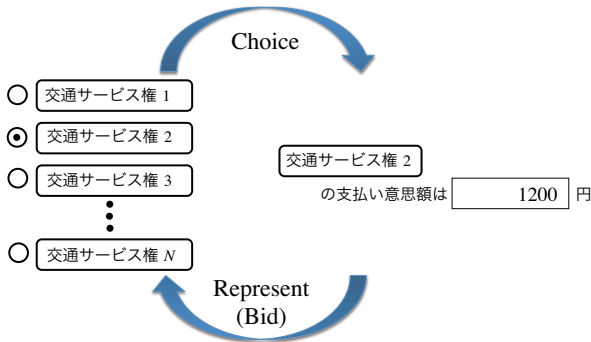 Choice
交通サービス権 1
交通サービス権 2
交通サービス権 3
交通サービス権 N
交通サービス権 2
の支払い意思額は 1200 円
Represent
(Bid)